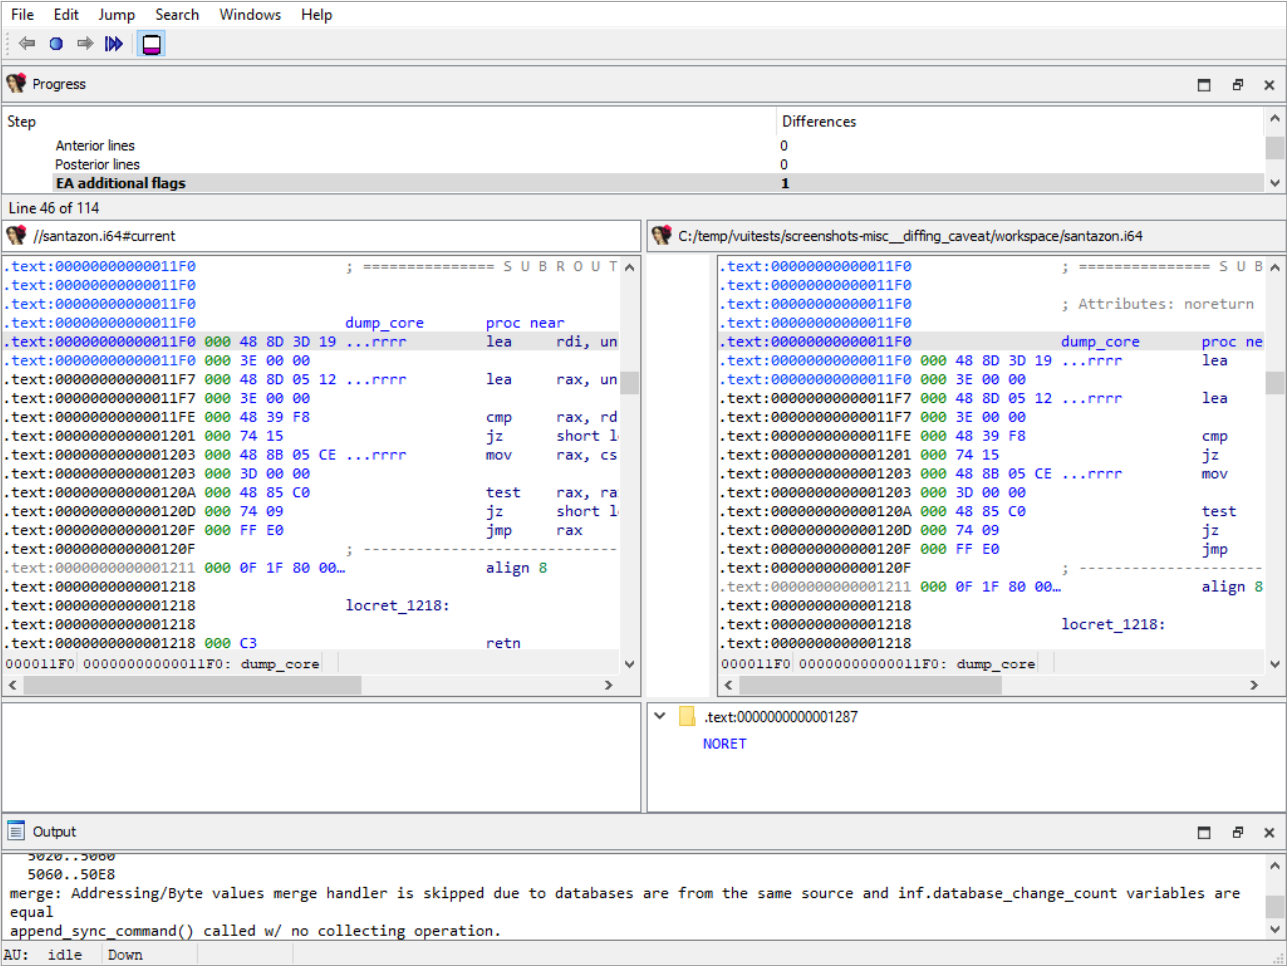 File Edit Jump Search Windows Help
Progress
Step Differences
Anterior lines 0
Posterior lines 0
EA additional flags 1
Line 46 of 114
//santazon.i64#current
.text:00000000000011F0 ; =============== S U B R O U T
.text:00000000000011F0
.text:00000000000011F0
.text:00000000000011F0 dump_core proc near
.text:00000000000011F0 000 48 8D 3D 19 ...rrrr lea rdi, un
.text:00000000000011F0 000 3E 00 00
.text:00000000000011F7 000 48 8D 05 12 ...rrrr lea rax, un
.text:00000000000011F7 000 3E 00 00
.text:00000000000011FE 000 48 39 F8 cmp rax, rd
.text:0000000000001201 000 74 15 jz short l
.text:0000000000001203 000 48 8B 05 CE ...rrrr mov rax, cs
.text:0000000000001203 000 3D 00 00
.text:000000000000120A 000 48 85 C0 test rax, ra
.text:000000000000120D 000 74 09 jz short l
.text:000000000000120F 000 FF E0 jmp rax
.text:000000000000120F ; -----------------------------
.text:0000000000001211 000 0F 1F 80 00… align 8
.text:0000000000001218
.text:0000000000001218 locret_1218:
.text:0000000000001218
.text:0000000000001218 000 C3 retn
000011F0 00000000000011F0: dump_core
C:/temp/vuitests/screenshots-misc__diffing_caveat/workspace/santazon.i64
.text:00000000000011F0 ; =============== S U B
.text:00000000000011F0
.text:00000000000011F0 ; Attributes: noreturn
.text:00000000000011F0
.text:00000000000011F0 dump_core proc ne
.text:00000000000011F0 000 48 8D 3D 19 ...rrrr lea
.text:00000000000011F0 000 3E 00 00
.text:00000000000011F7 000 48 8D 05 12 ...rrrr lea
.text:00000000000011F7 000 3E 00 00
.text:00000000000011FE 000 48 39 F8 cmp
.text:0000000000001201 000 74 15 jz
.text:0000000000001203 000 48 8B 05 CE ...rrrr mov
.text:0000000000001203 000 3D 00 00
.text:000000000000120A 000 48 85 C0 test
.text:000000000000120D 000 74 09 jz
.text:000000000000120F 000 FF E0 jmp
.text:000000000000120F ; ---------------------
.text:0000000000001211 000 0F 1F 80 00… align 8
.text:0000000000001218
.text:0000000000001218 locret_1218:
.text:0000000000001218
000011F0 00000000000011F0: dump_core
.text:0000000000001287
NORET
Output
5020..5060
5060..50E8
merge: Addressing/Byte values merge handler is skipped due to databases are from the same source and inf.database_change_count variables are
equal
append_sync_command() called w/ no collecting operation.
AU: idle Down